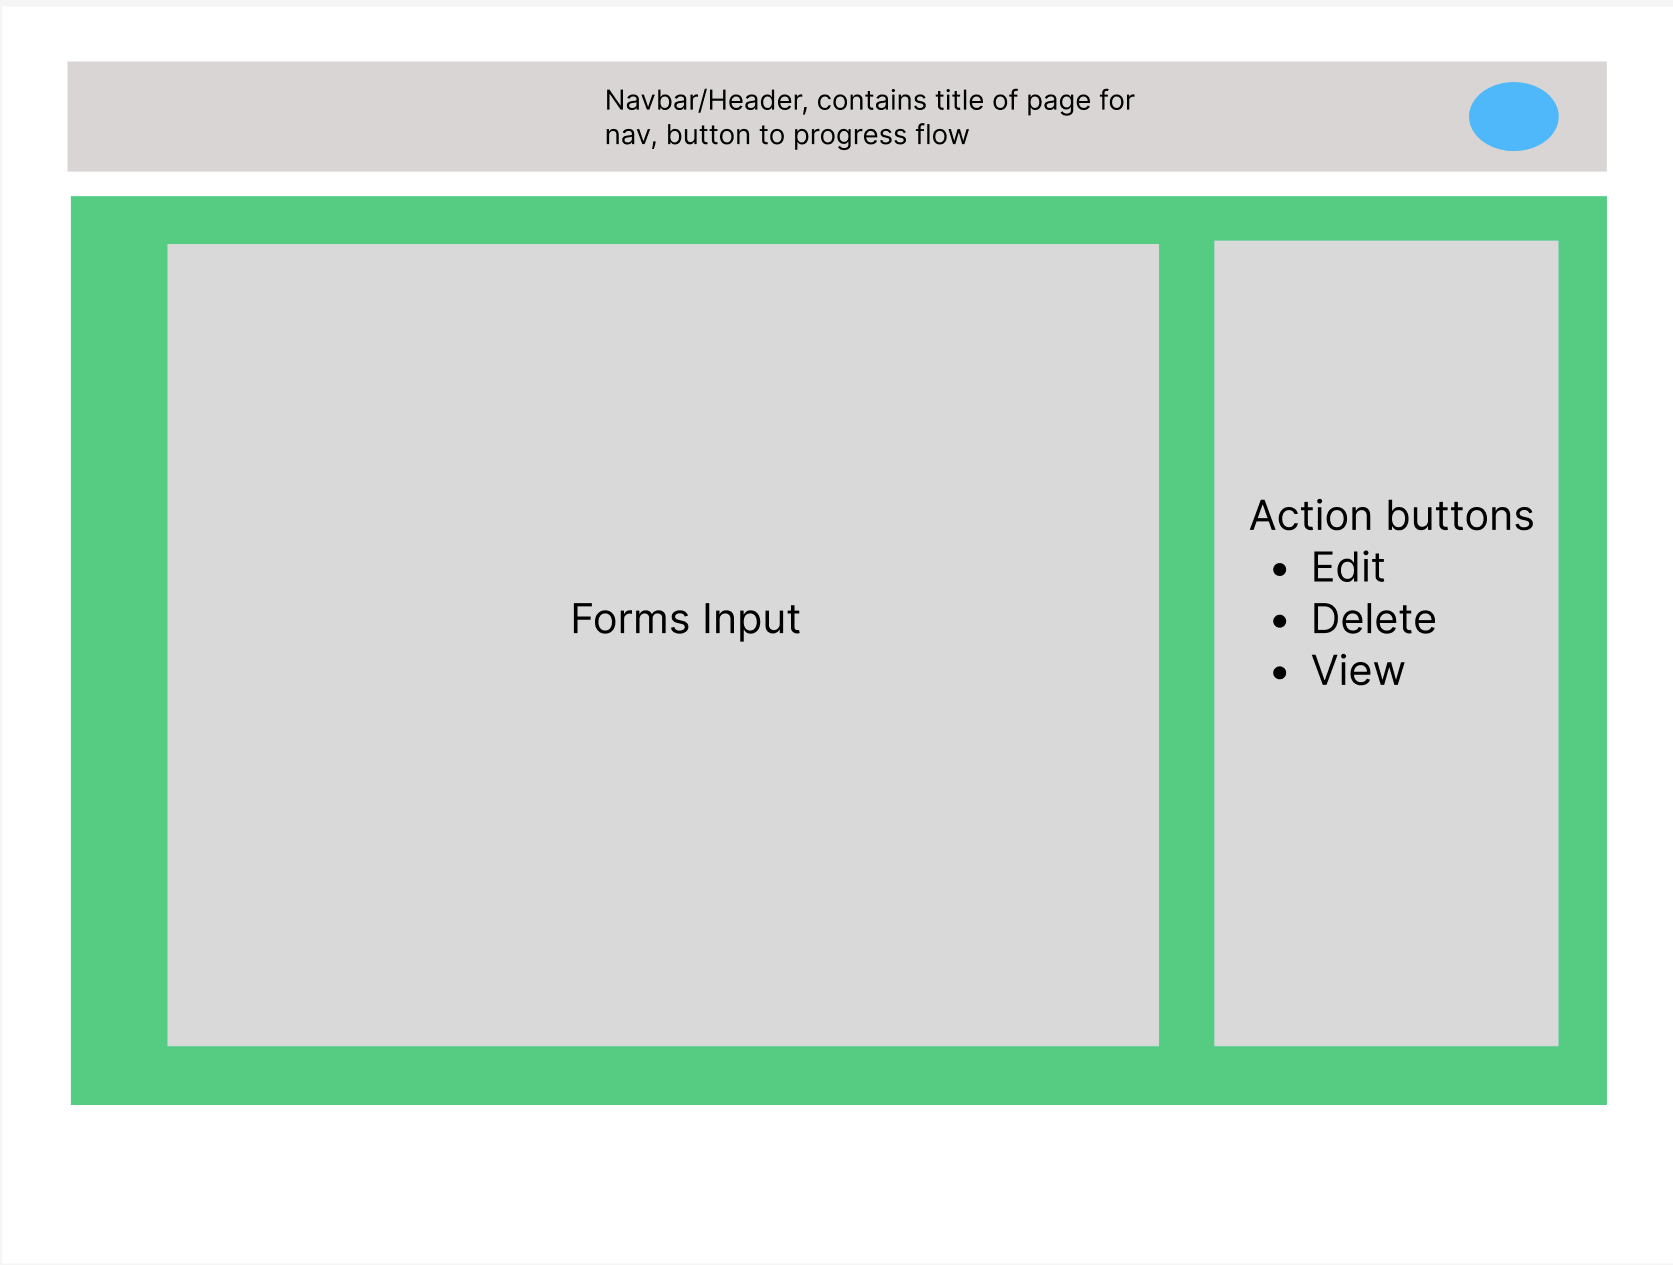 Navbar/Header, contains title of page for
nav, button to progress flow
Forms Input
Action buttons
• Edit
• Delete
• View